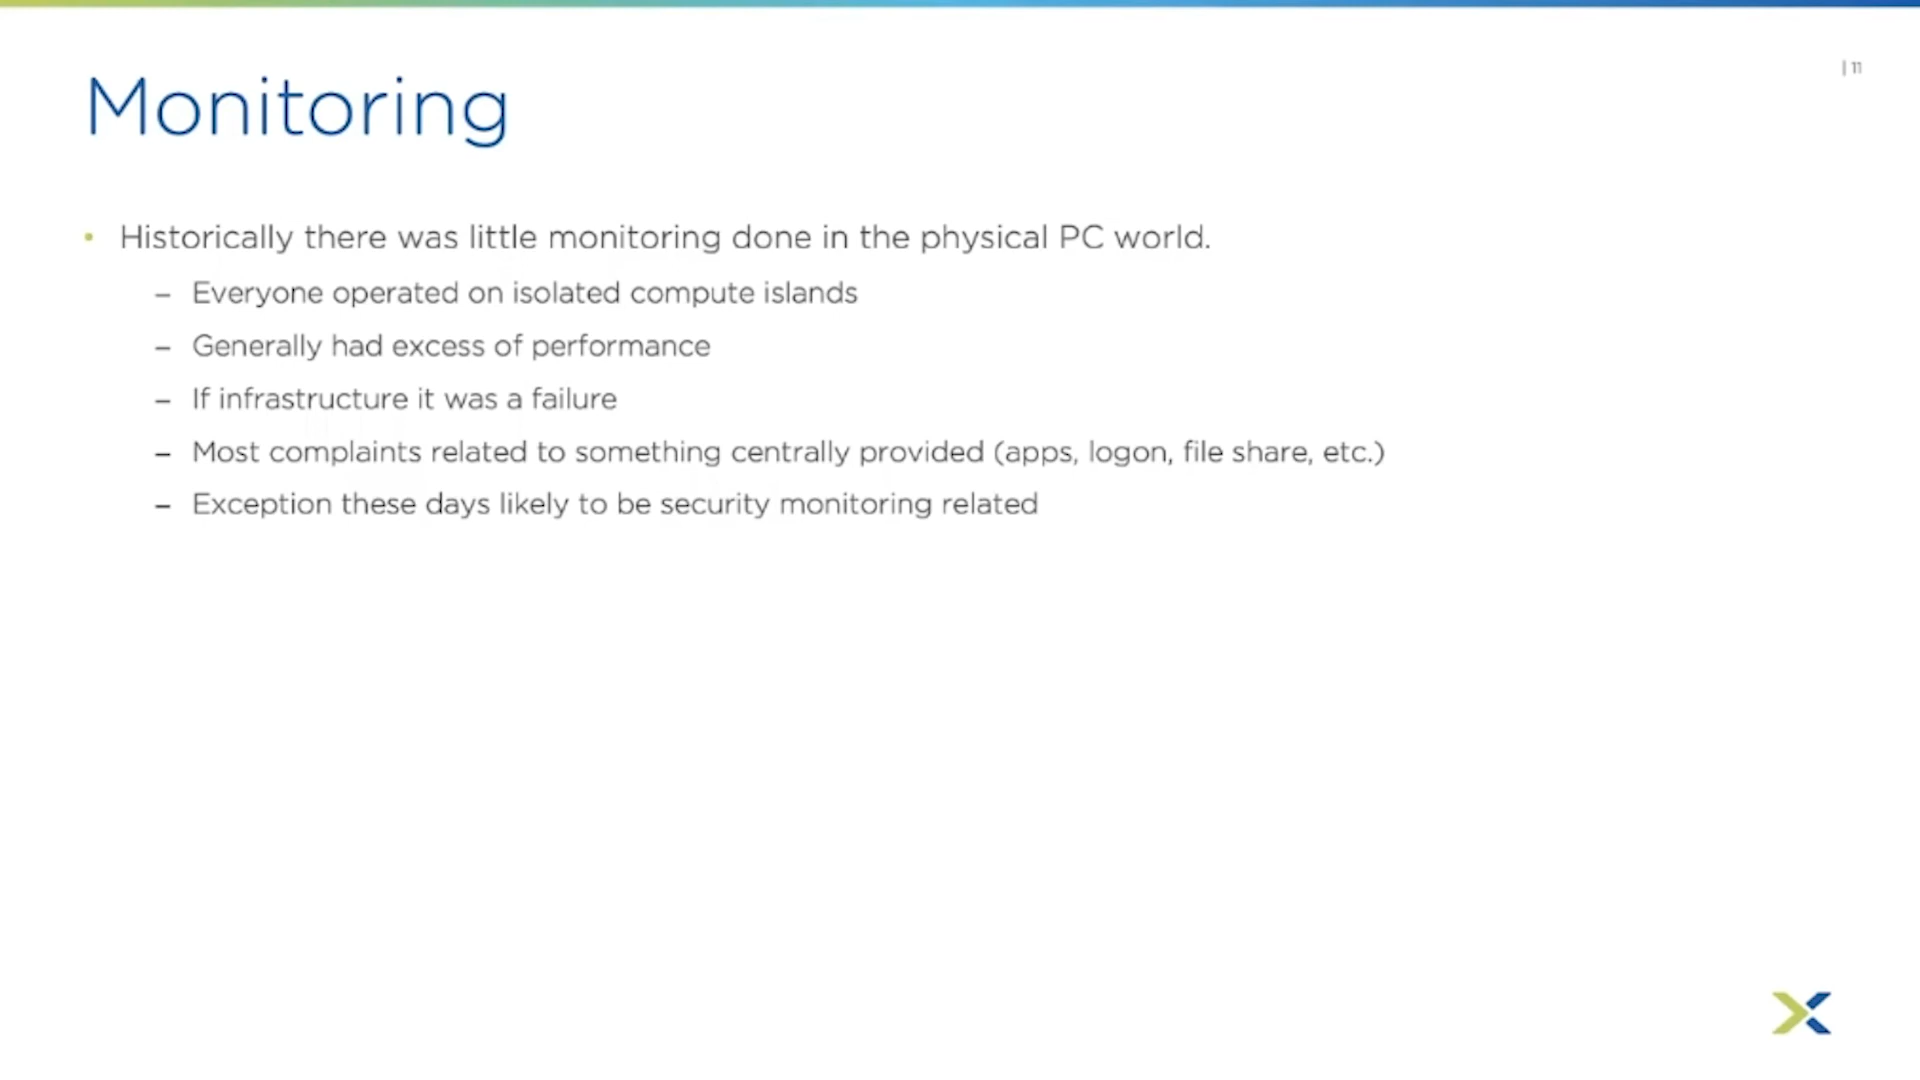 | 11
Monitoring
• Historically there was little monitoring done in the physical PC world.
– Everyone operated on isolated compute islands
– Generally had excess of performance
– If infrastructure it was a failure
– Most complaints related to something centrally provided (apps, logon, file share, etc.)
– Exception these days likely to be security monitoring related